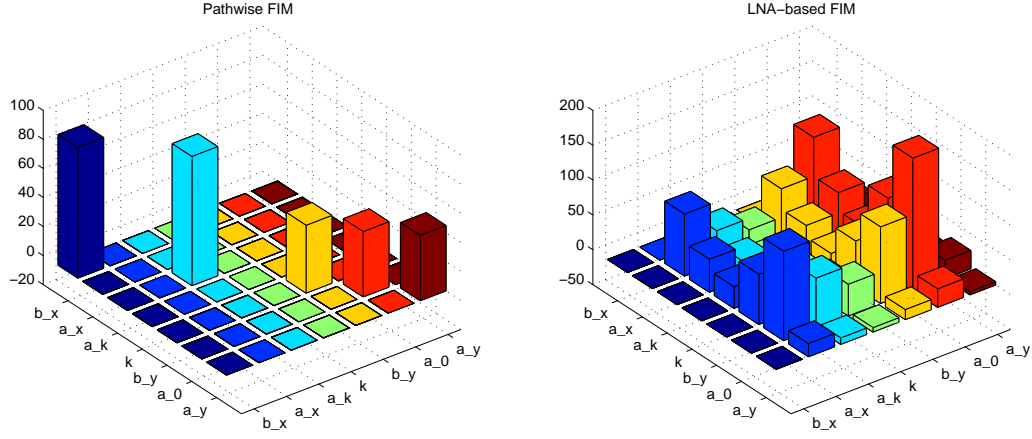 Pathwise FIM
100
80
60
40
20
0
−20
b_x
a_x
a_k
k
b_y
a_0
a_y
b_x
a_x
a_k
k
b_y
a_0
a_y
LNA−based FIM
200
150
100
50
0
−50
b_x
a_x
a_k
k
b_y
a_0
a_y
b_x
a_x
a_k
k
b_y
a_0
a_y